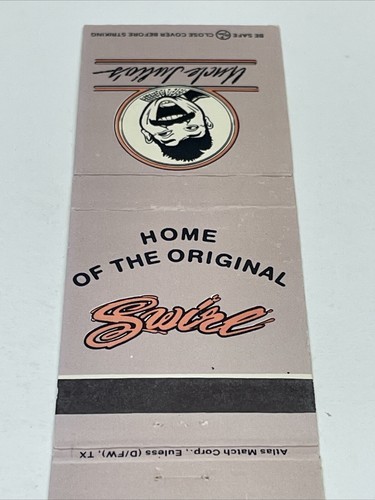 BE SAFE CLOSE COVER BEFORE STRIKING
Uncle Julio's
HOME
OF THE ORIGINAL
Swirl
Atlas Match Corp., Euless (D/FW), TX